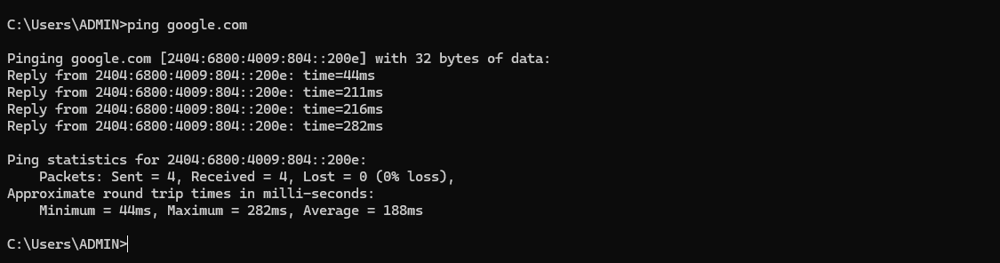 C:\Users\ADMIN>ping google.com
Pinging google.com [2404:6800:4009:804::200e] with 32 bytes of data:
Reply from 2404:6800:4009:804::200e: time=44ms
Reply from 2404:6800:4009:804::200e: time=211ms
Reply from 2404:6800:4009:804::200e: time=216ms
Reply from 2404:6800:4009:804::200e: time=282ms
Ping statistics for 2404:6800:4009:804::200e:
    Packets: Sent = 4, Received = 4, Lost = 0 (0% loss),
Approximate round trip times in milli-seconds:
    Minimum = 44ms, Maximum = 282ms, Average = 188ms
C:\Users\ADMIN>